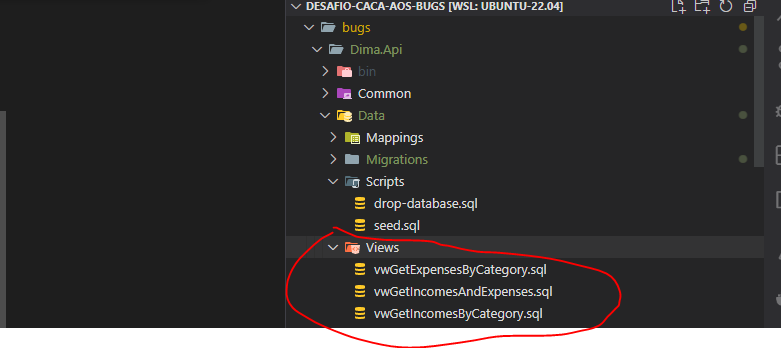 DESAFIO-CACA-AOS-BUGS [WSL: UBUNTU-22.04]
bugs
Dima.Api
bin
Common
Data
Mappings
Migrations
Scripts
drop-database.sql
seed.sql
Views
vwGetExpensesByCategory.sql
vwGetIncomesAndExpenses.sql
vwGetIncomesByCategory.sql